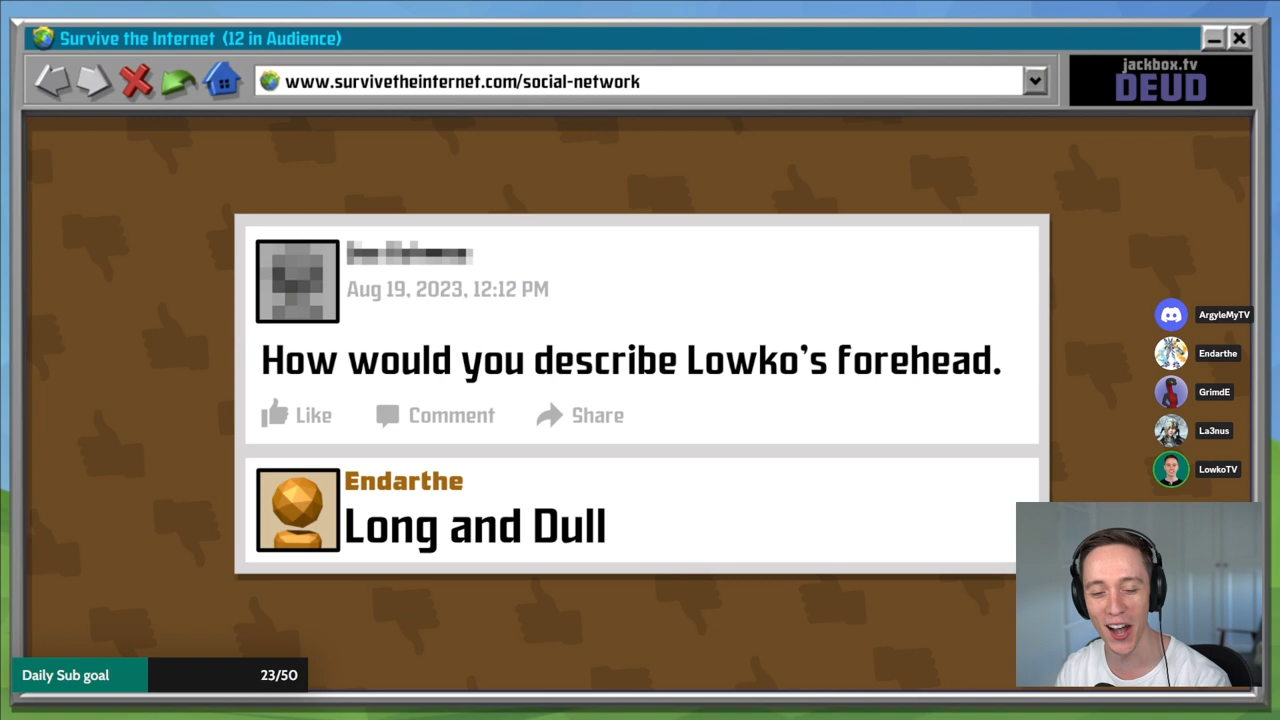 Survive the Internet (12 in Audience)
www.survivetheinternet.com/social-network
jackbox.tv
DEUD
Aug 19, 2023, 12:12 PM
How would you describe Lowko's forehead.
Like Comment Share
Endarthe
Long and Dull
ArgyleMyTV
Endarthe
GrimdE
La3nus
LowkoTV
Daily Sub goal 23/50